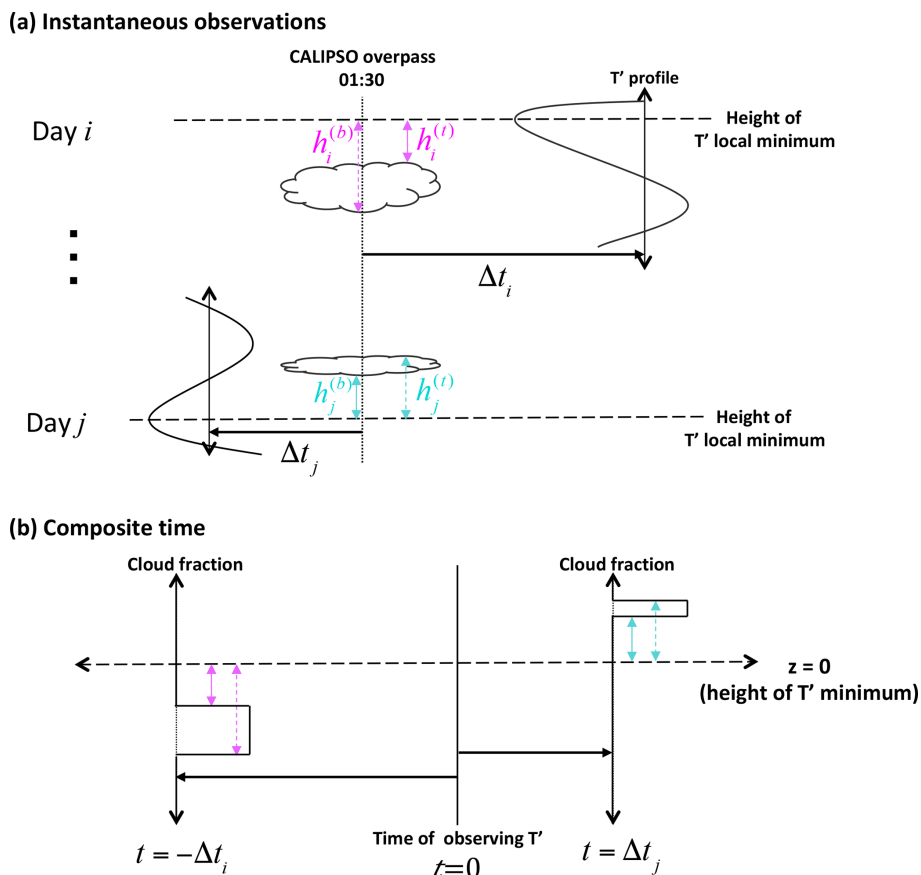 (a) Instantaneous observations
CALIPSO overpass
01:30
T’ profile
Day i
Height of
T’ local minimum
h_i^{(b)}
h_i^{(t)}
Δt_i
h_j^{(b)}
h_j^{(t)}
Day j
Height of
T’ local minimum
Δt_j
(b) Composite time
Cloud fraction
Cloud fraction
z = 0
(height of T’ minimum)
Time of observing T’
t = −Δt_i
t=0
t = Δt_j